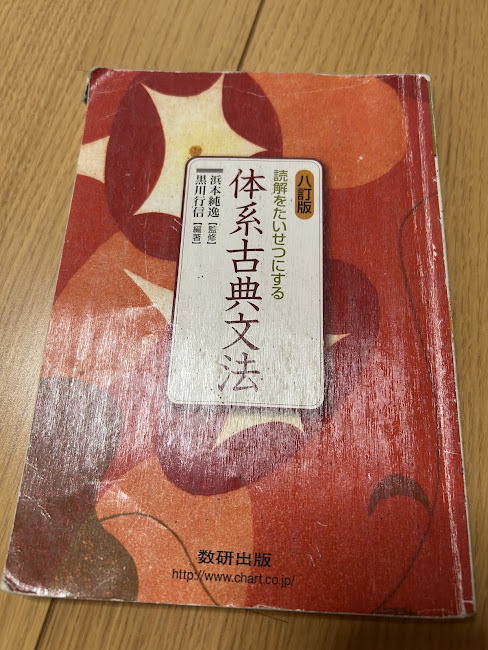 八訂版
読解をたいせつにする
体系古典文法
浜本純逸【監修】
黒川行信【編著】
数研出版
http://www.chart.co.jp/